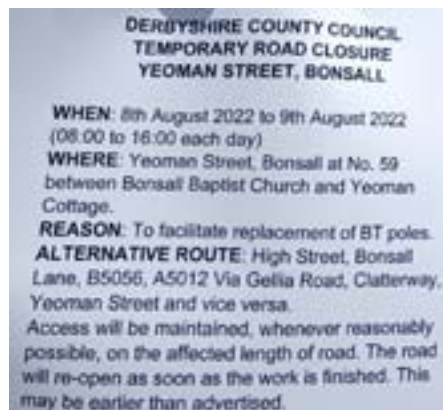 DERBYSHIRE COUNTY COUNCIL
TEMPORARY ROAD CLOSURE
YEOMAN STREET, BONSALL
WHEN: 8th August 2022 to 9th August 2022
(08:00 to 16:00 each day)
WHERE: Yeoman Street, Bonsall at No. 59
between Bonsall Baptist Church and Yeoman
Cottage.
REASON: To facilitate replacement of BT poles.
ALTERNATIVE ROUTE: High Street, Bonsall
Lane, B5056, A5012 Via Gellia Road, Clatterway,
Yeoman Street and vice versa.
Access will be maintained, whenever reasonably
possible, on the affected length of road. The road
will re-open as soon as the work is finished. This
may be earlier than advertised.